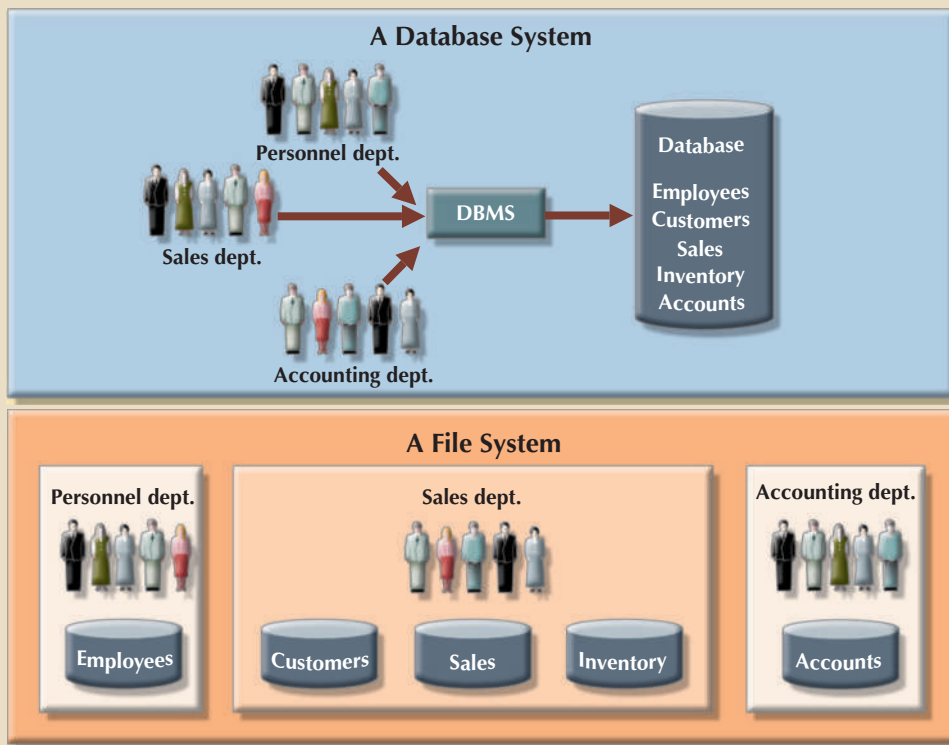 A Database System
Personnel dept.
Sales dept.
Accounting dept.
DBMS
Database
Employees
Customers
Sales
Inventory
Accounts
A File System
Personnel dept.
Employees
Sales dept.
Customers
Sales
Inventory
Accounting dept.
Accounts